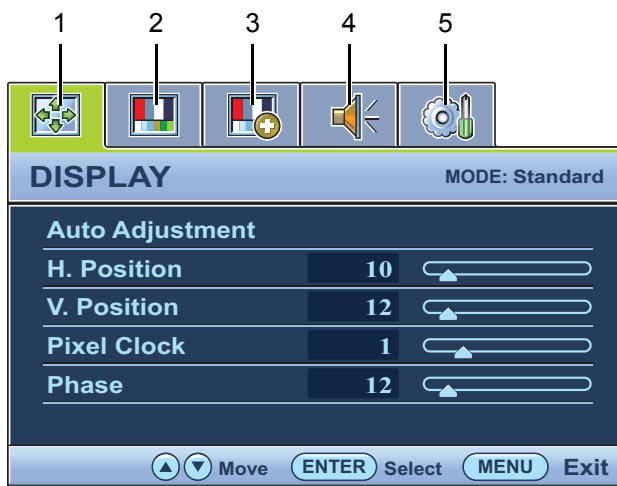 1 2 3 4 5
DISPLAY MODE: Standard
Auto Adjustment
H. Position 10
V. Position 12
Pixel Clock 1
Phase 12
Move ENTER Select MENU Exit